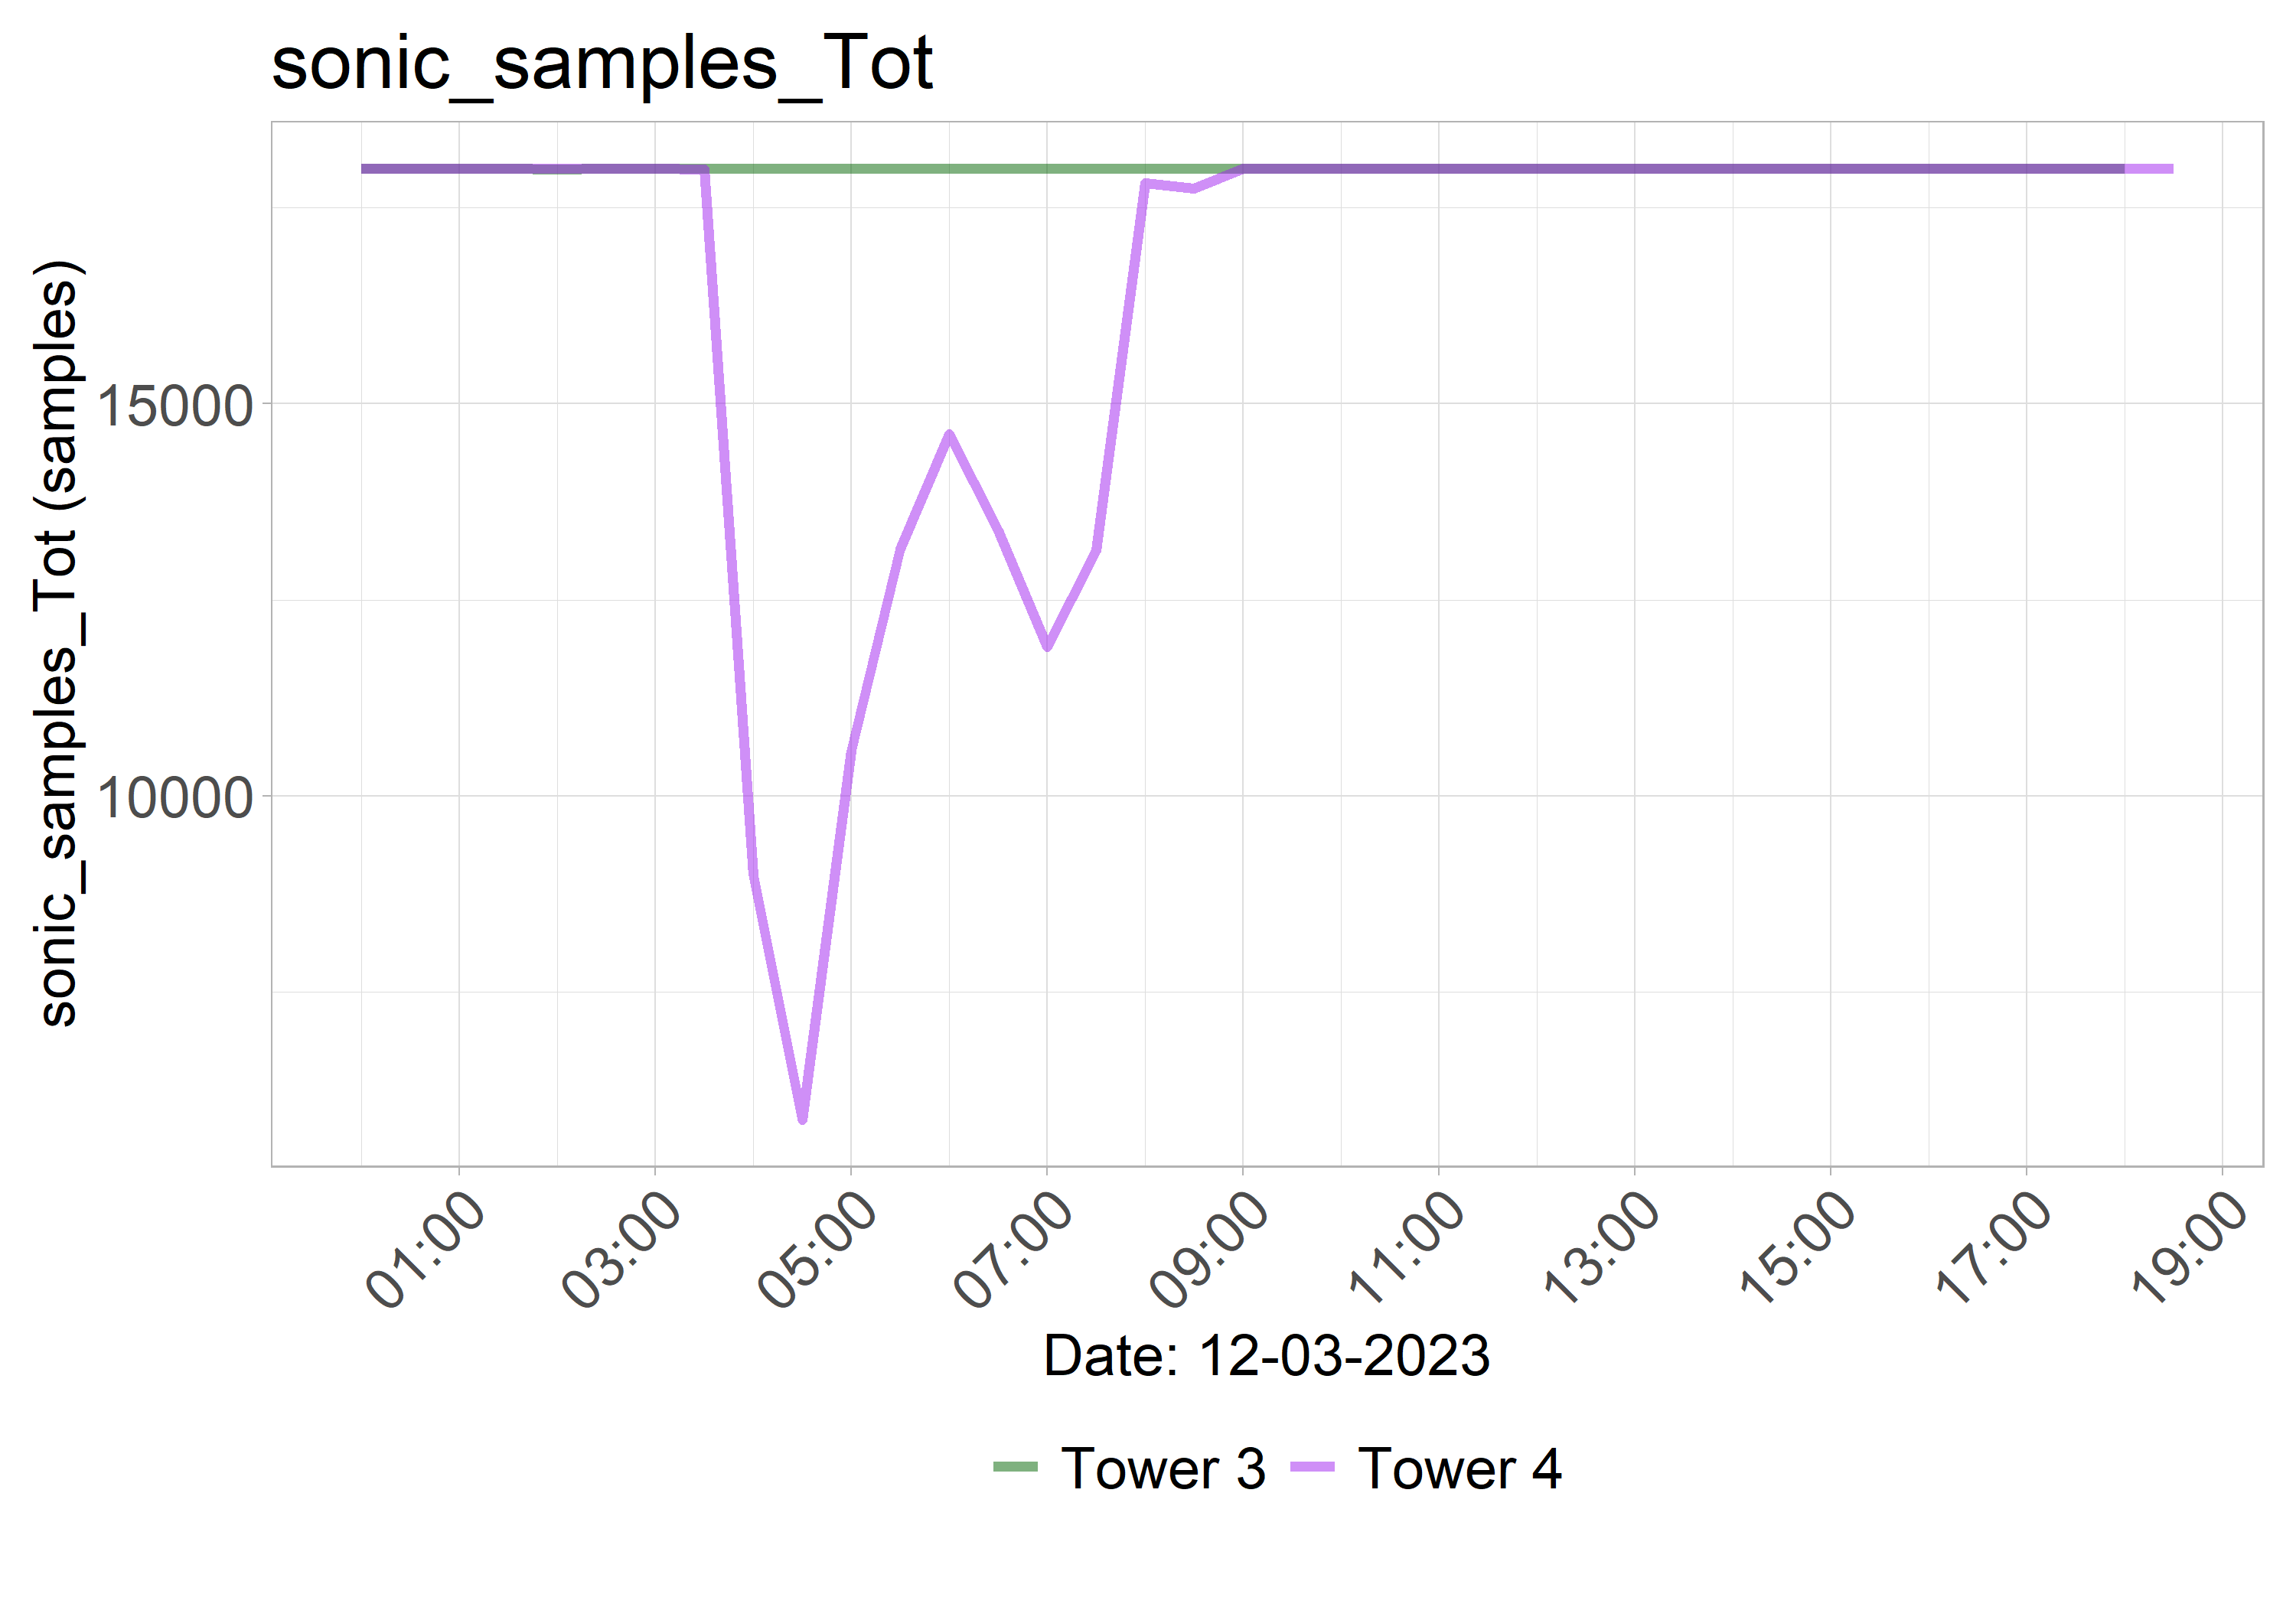 sonic_samples_Tot
sonic_samples_Tot (samples)
15000
10000
01:00 03:00 05:00 07:00 09:00 11:00 13:00 15:00 17:00 19:00
Date: 12-03-2023
Tower 3 Tower 4